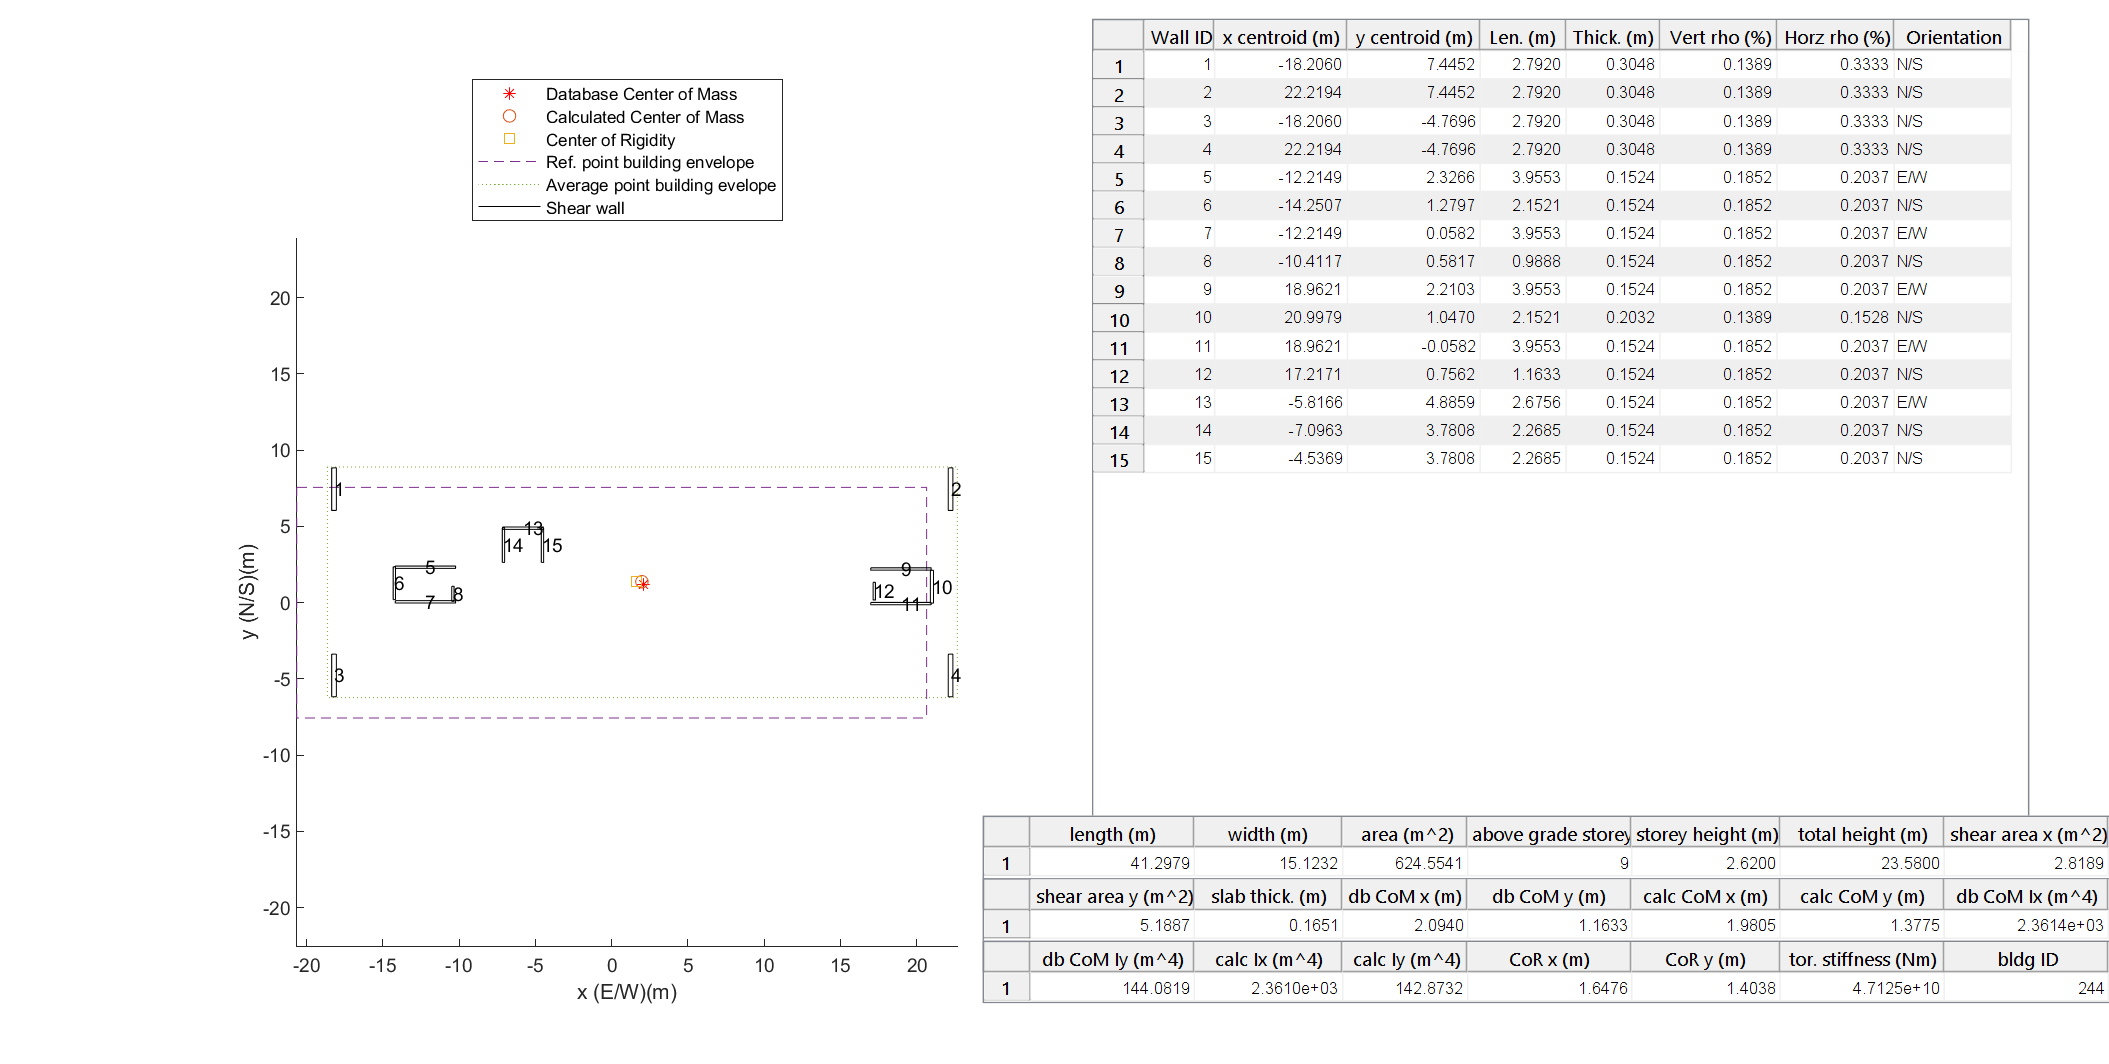 Database Center of Mass
Calculated Center of Mass
Center of Rigidity
Ref. point building envelope
Average point building evelope
Shear wall
20
15
10
5
0
-5
-10
-15
-20
y (N/S)(m)
1
2
13
14
15
5
6
7
8
9
10
12
11
3
4
-20 -15 -10 -5 0 5 10 15 20
x (E/W)(m)
Wall ID x centroid (m) y centroid (m) Len. (m) Thick. (m) Vert rho (%) Horz rho (%) Orientation
1 1 -18.2060 7.4452 2.7920 0.3048 0.1389 0.3333 N/S
2 2 22.2194 7.4452 2.7920 0.3048 0.1389 0.3333 N/S
3 3 -18.2060 -4.7696 2.7920 0.3048 0.1389 0.3333 N/S
4 4 22.2194 -4.7696 2.7920 0.3048 0.1389 0.3333 N/S
5 5 -12.2149 2.3266 3.9553 0.1524 0.1852 0.2037 E/W
6 6 -14.2507 1.2797 2.1521 0.1524 0.1852 0.2037 N/S
7 7 -12.2149 0.0582 3.9553 0.1524 0.1852 0.2037 E/W
8 8 -10.4117 0.5817 0.9888 0.1524 0.1852 0.2037 N/S
9 9 18.9621 2.2103 3.9553 0.1524 0.1852 0.2037 E/W
10 10 20.9979 1.0470 2.1521 0.2032 0.1389 0.1528 N/S
11 11 18.9621 -0.0582 3.9553 0.1524 0.1852 0.2037 E/W
12 12 17.2171 0.7562 1.1633 0.1524 0.1852 0.2037 N/S
13 13 -5.8166 4.8859 2.6756 0.1524 0.1852 0.2037 E/W
14 14 -7.0963 3.7808 2.2685 0.1524 0.1852 0.2037 N/S
15 15 -4.5369 3.7808 2.2685 0.1524 0.1852 0.2037 N/S
length (m) width (m) area (m^2) above grade storey storey height (m) total height (m) shear area x (m^2)
1 41.2979 15.1232 624.5541 9 2.6200 23.5800 2.8189
shear area y (m^2) slab thick. (m) db CoM x (m) db CoM y (m) calc CoM x (m) calc CoM y (m) db CoM Ix (m^4)
1 5.1887 0.1651 2.0940 1.1633 1.9805 1.3775 2.3614e+03
db CoM Iy (m^4) calc Ix (m^4) calc Iy (m^4) CoR x (m) CoR y (m) tor. stiffness (Nm) bldg ID
1 144.0819 2.3610e+03 142.8732 1.6476 1.4038 4.7125e+10 244